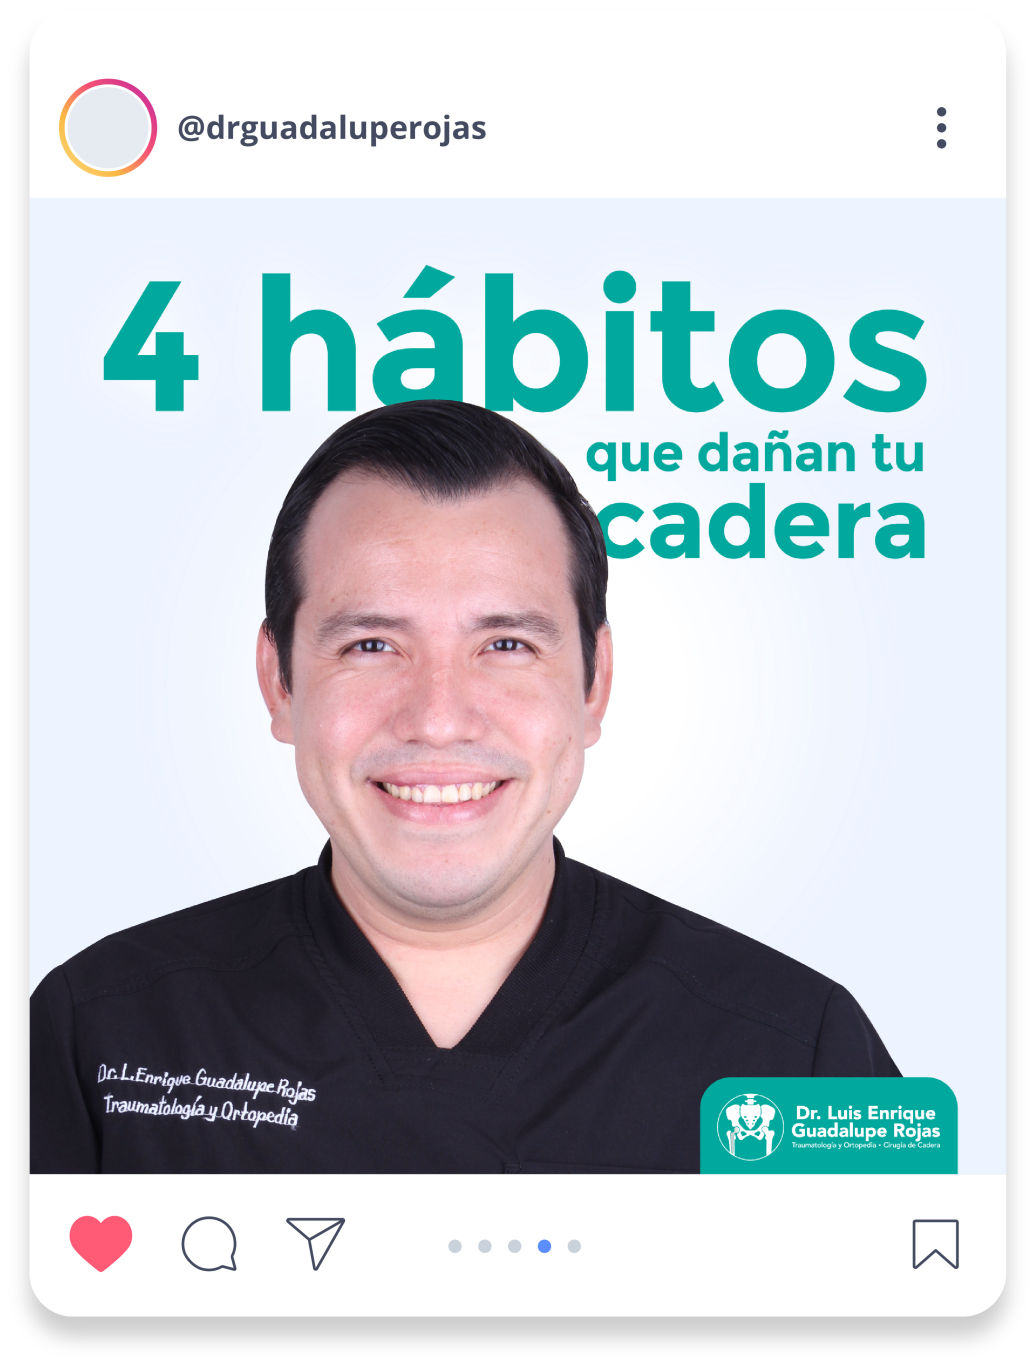 @drguadaluperojas
4 hábitos
que dañan tu
cadera
Dr. L. Enrique Guadalupe Rojas
Traumatología y Ortopedia
Dr. Luis Enrique
Guadalupe Rojas
Traumatología y Ortopedia • Cirugía de Cadera